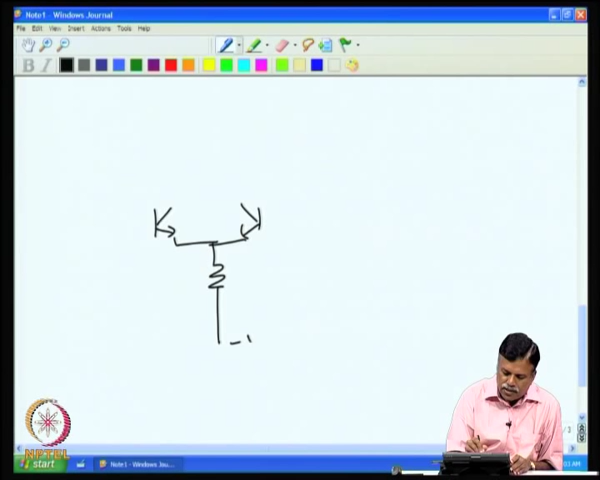 Note1 - Windows Journal
File Edit View Insert Actions Tools Help
B I
NPTEL
start
Note1 - Windows Jou...